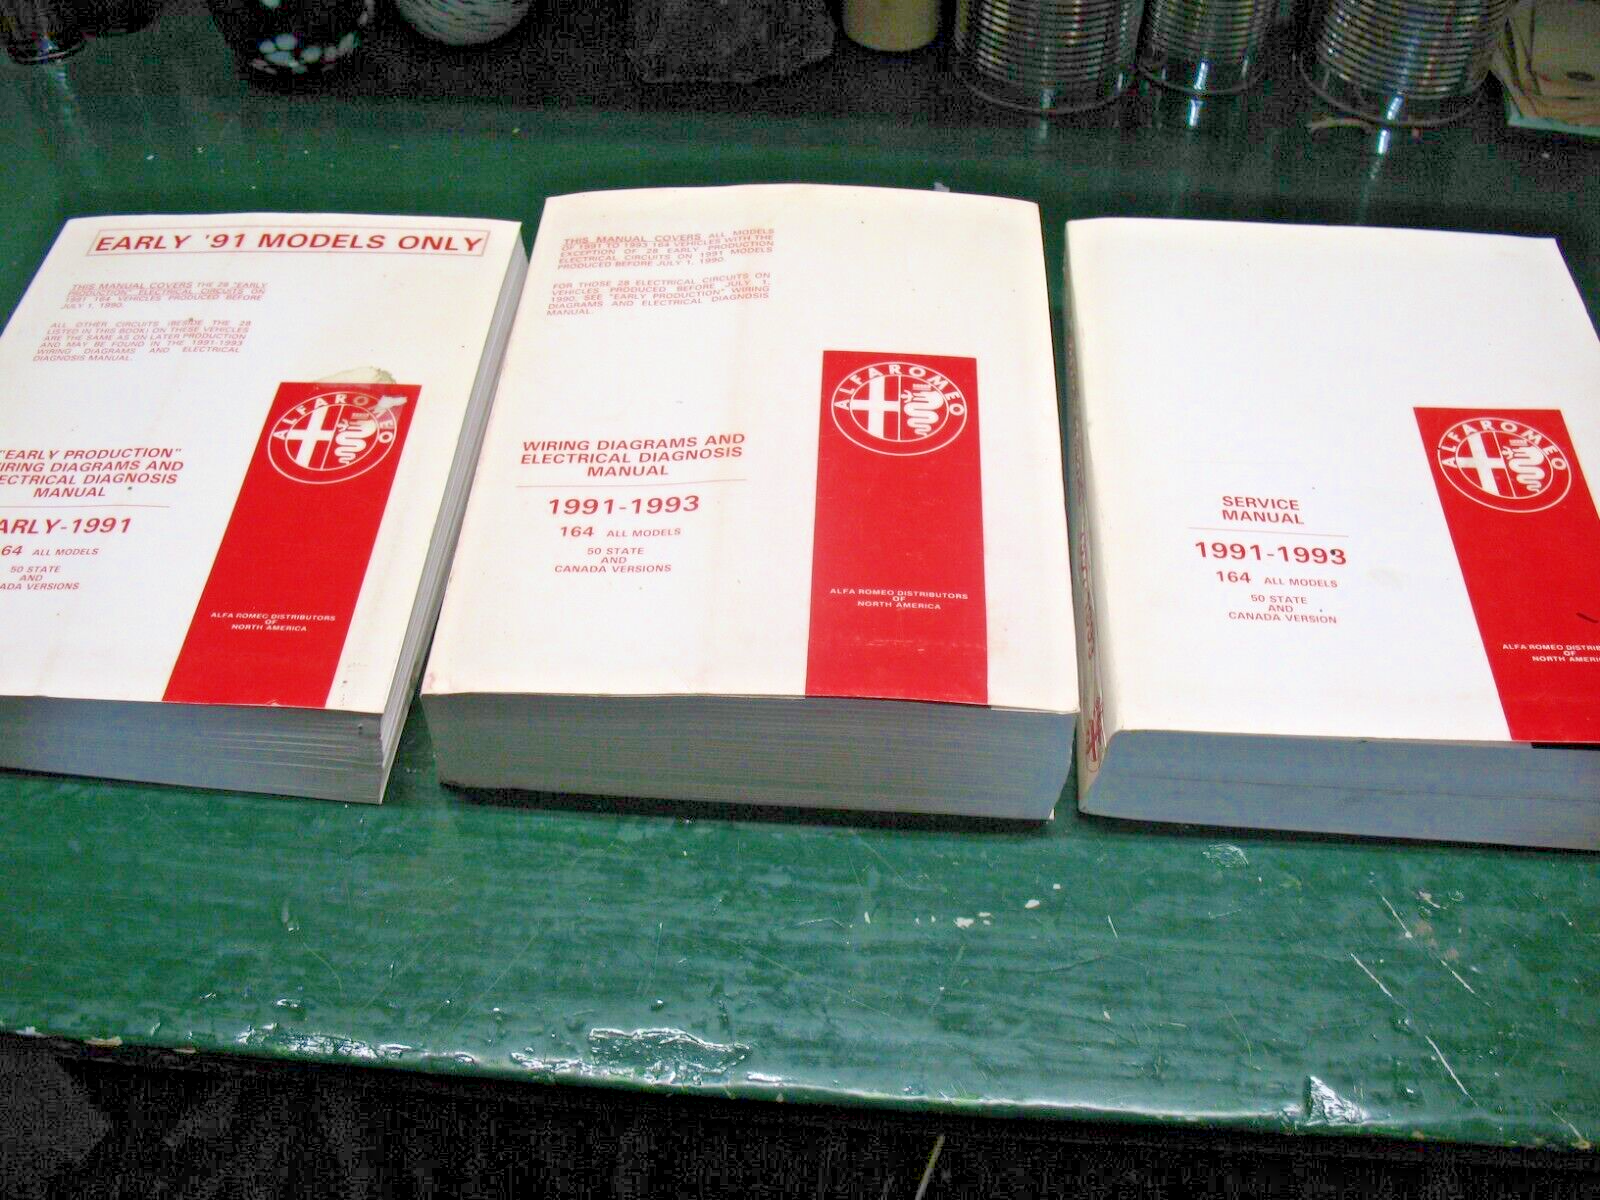 EARLY '91 MODELS ONLY
THIS MANUAL COVERS THE 28 "EARLY
PRODUCTION" ELECTRICAL CIRCUITS ON
1991 164 VEHICLES PRODUCED BEFORE
JULY 1, 1990.
ALL OTHER CIRCUITS (BESIDE THE 28
LISTED IN THIS BOOK) ON THESE VEHICLES
ARE THE SAME AS ON LATER PRODUCTION
AND MAY BE FOUND IN THE 1991-1993
WIRING DIAGRAMS AND ELECTRICAL
DIAGNOSIS MANUAL.
"EARLY PRODUCTION"
IRING DIAGRAMS AND
ECTRICAL DIAGNOSIS
MANUAL
ARLY-1991
64 ALL MODELS
50 STATE
AND
ANADA VERSIONS
ALFA ROMEO
ALFA ROMEO DISTRIBUTORS
OF
NORTH AMERICA
THIS MANUAL COVERS ALL MODELS
OF 1991 TO 1993 164 VEHICLES WITH THE
EXCEPTION OF 28 EARLY PRODUCTION
ELECTRICAL CIRCUITS ON 1991 MODELS
PRODUCED BEFORE JULY 1, 1990.
FOR THOSE 28 ELECTRICAL CIRCUITS ON
VEHICLES PRODUCED BEFORE JULY 1,
1990, SEE "EARLY PRODUCTION" WIRING
DIAGRAMS AND ELECTRICAL DIAGNOSIS
MANUAL.
WIRING DIAGRAMS AND
ELECTRICAL DIAGNOSIS
MANUAL
1991-1993
164 ALL MODELS
50 STATE
AND
CANADA VERSIONS
ALFA ROMEO
ALFA ROMEO DISTRIBUTORS
OF
NORTH AMERICA
SERVICE
MANUAL
1991-1993
164 ALL MODELS
50 STATE
AND
CANADA VERSION
ALFA ROMEO
ALFA ROMEO DISTRIB
OF
NORTH AMERI